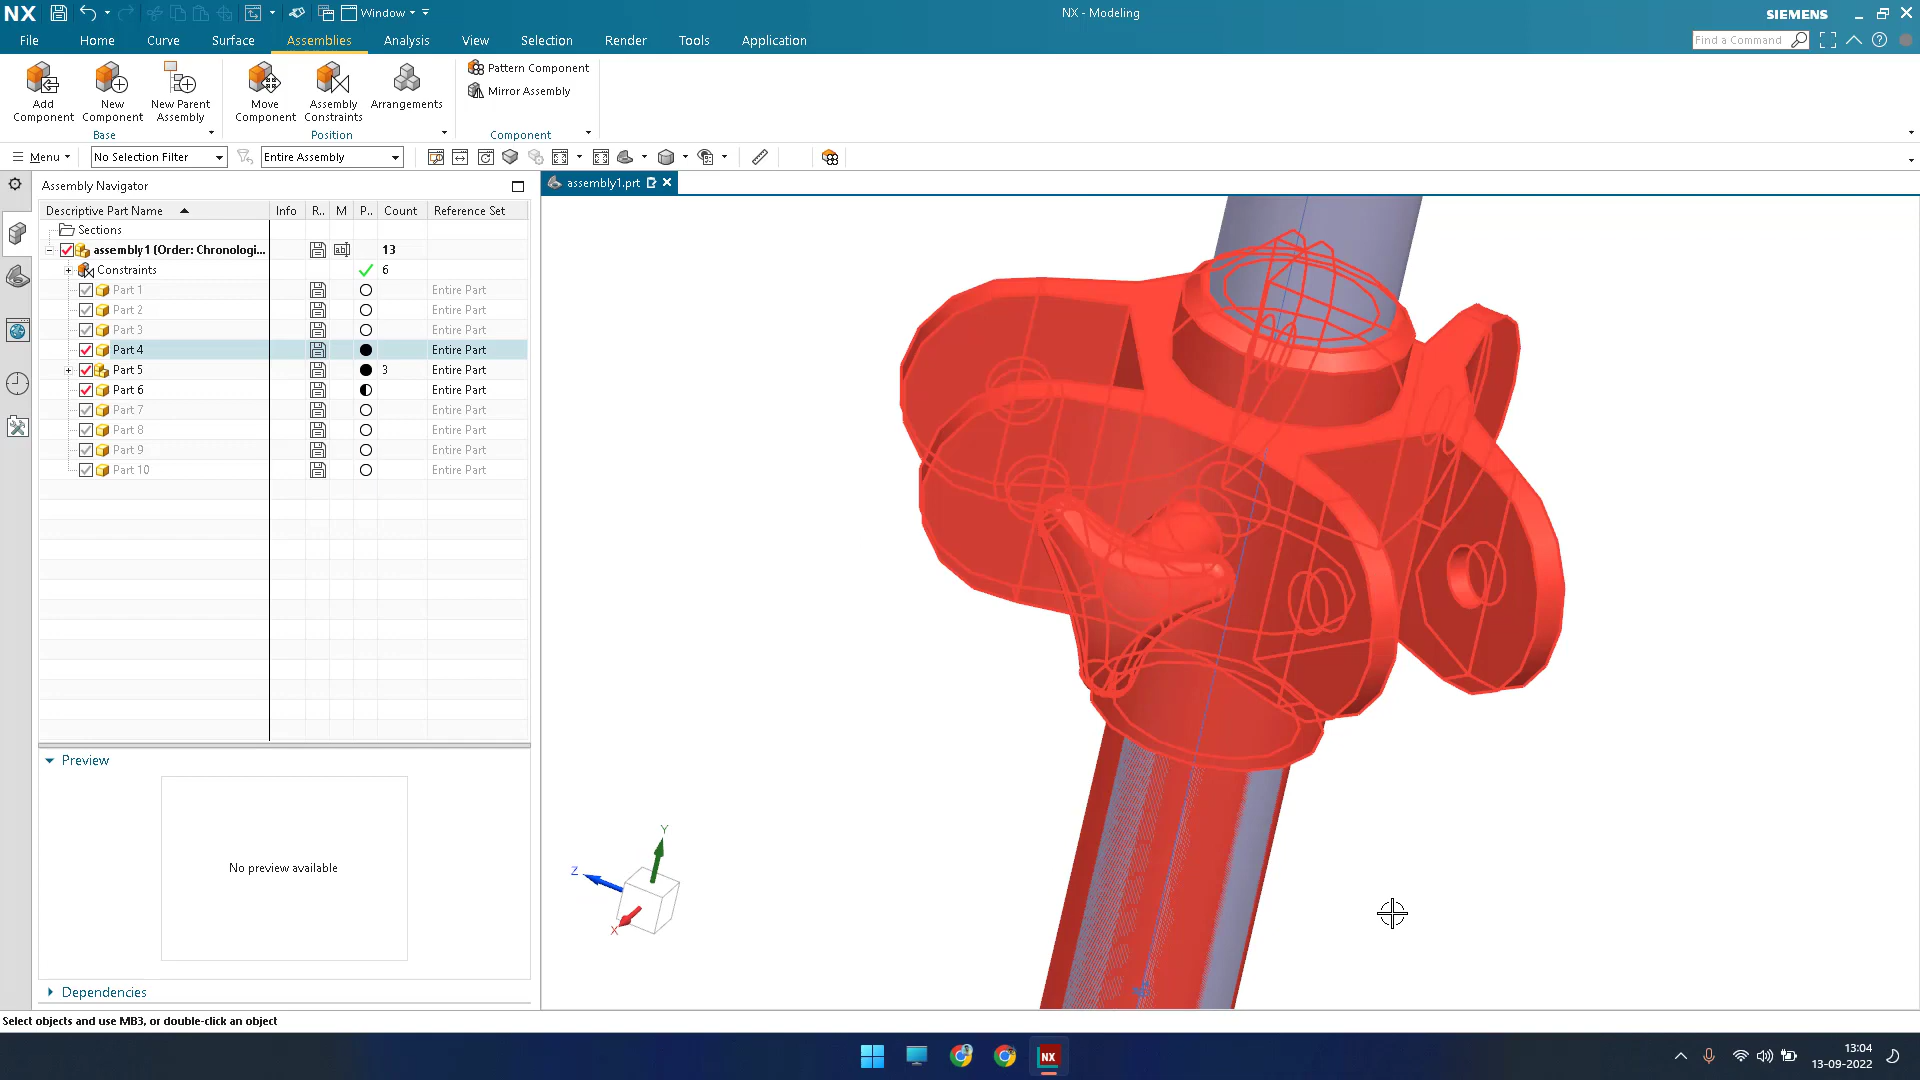 NX
Window
NX - Modeling
SIEMENS
File
Home
Curve
Surface
Assemblies
Analysis
View
Selection
Render
Tools
Application
Find a Command
Add Component
New Component
New Parent Assembly
Base
Move Component
Assembly Constraints
Arrangements
Position
Pattern Component
Mirror Assembly
Component
Menu
No Selection Filter
Entire Assembly
Assembly Navigator
assembly1.prt
Descriptive Part Name Info R.. M P.. Count Reference Set
Sections
assembly1 (Order: Chronologi... 13
Constraints 6
Part 1 Entire Part
Part 2 Entire Part
Part 3 Entire Part
Part 4 Entire Part
Part 5 3 Entire Part
Part 6 Entire Part
Part 7 Entire Part
Part 8 Entire Part
Part 9 Entire Part
Part 10 Entire Part
Preview
No preview available
Y
Z
X
Dependencies
Select objects and use MB3, or double-click an object
NX
13:04
13-09-2022